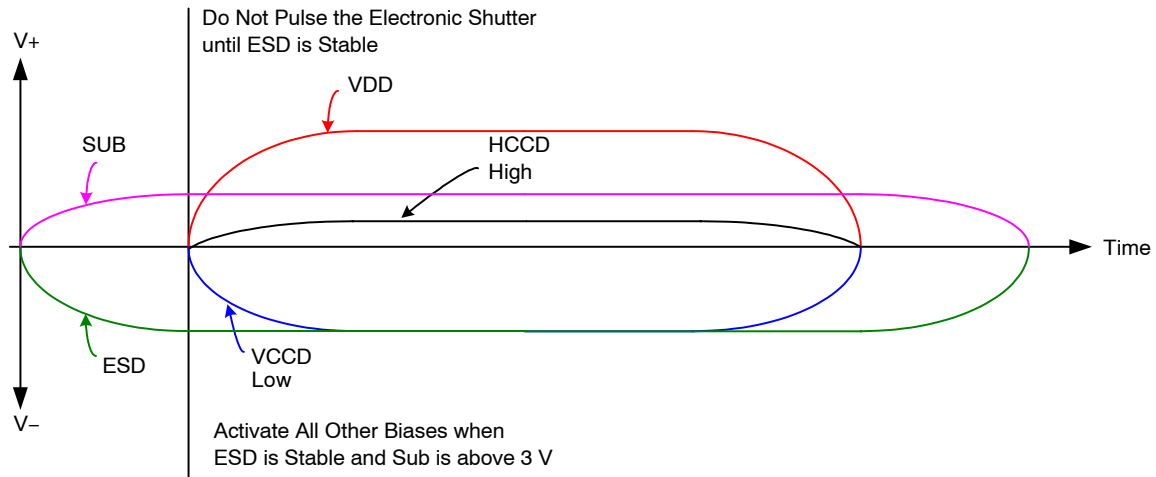 Do Not Pulse the Electronic Shutter
until ESD is Stable
V+
VDD
SUB
HCCD
High
Time
ESD
VCCD
Low
V−
Activate All Other Biases when
ESD is Stable and Sub is above 3 V